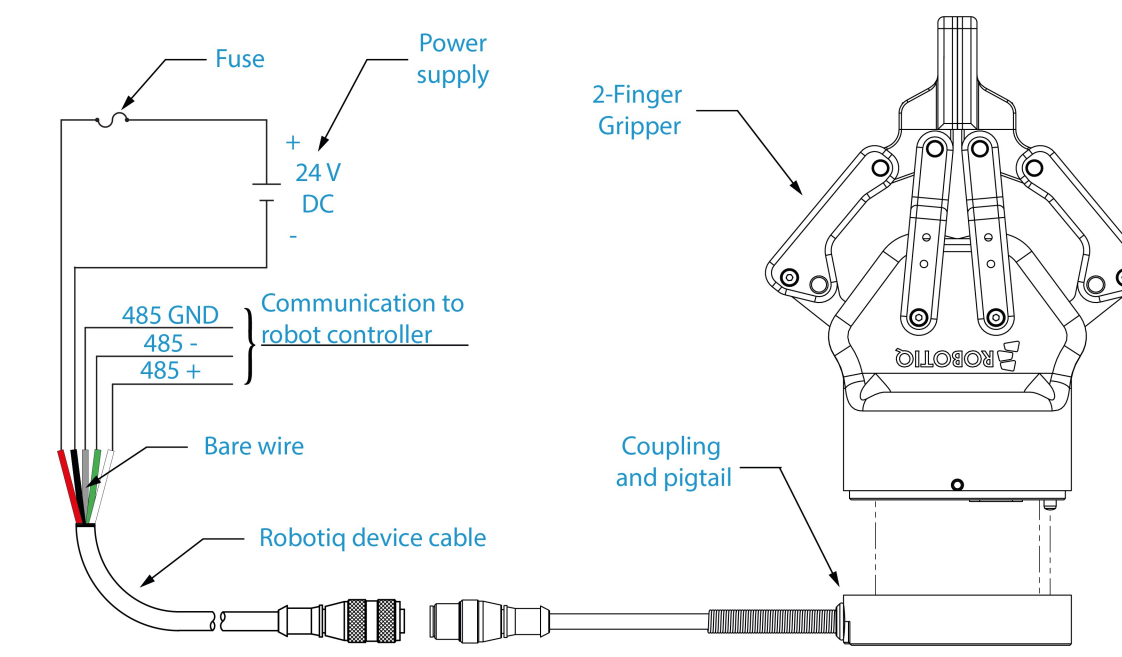 Fuse
Power
supply
2-Finger
Gripper
+
24 V
DC
-
Communication to
robot controller
485 GND
485 -
485 +
ROBOTIQ
Bare wire
Coupling
and pigtail
Robotiq device cable